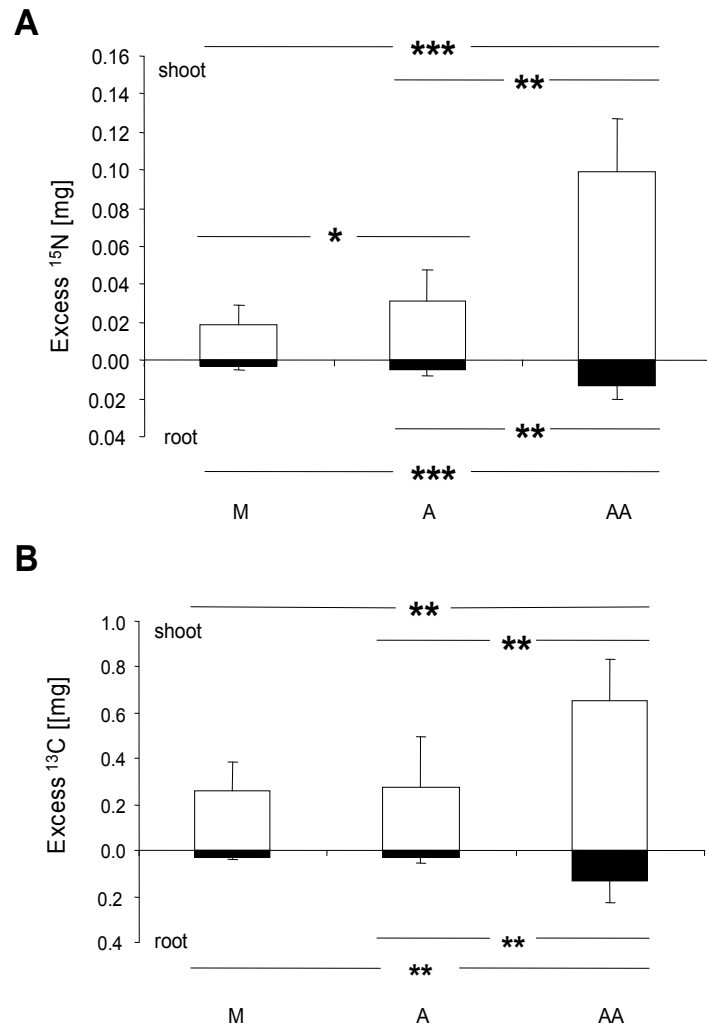 A
***
0.16
shoot
0.14
**
0.12
0.10
0.08
0.06
*
0.04
0.02
0.00
0.02
0.04
root
**
***
Excess ¹⁵N [mg]
M A AA
B
**
1.0
shoot
**
0.8
0.6
0.4
0.2
0.0
0.2
0.4
root
**
**
Excess ¹³C [[mg]
M A AA